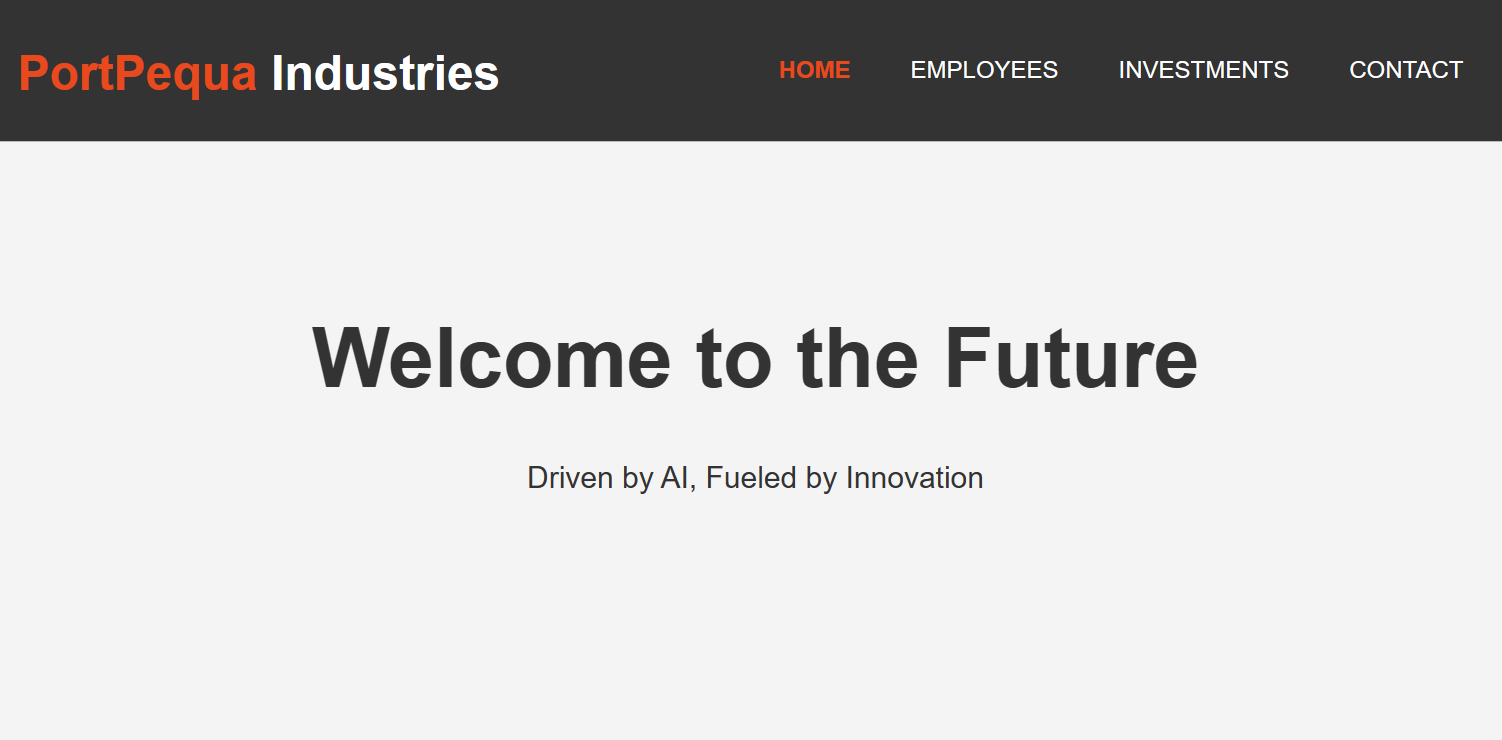 PortPequa Industries
HOME EMPLOYEES INVESTMENTS CONTACT
Welcome to the Future
Driven by AI, Fueled by Innovation